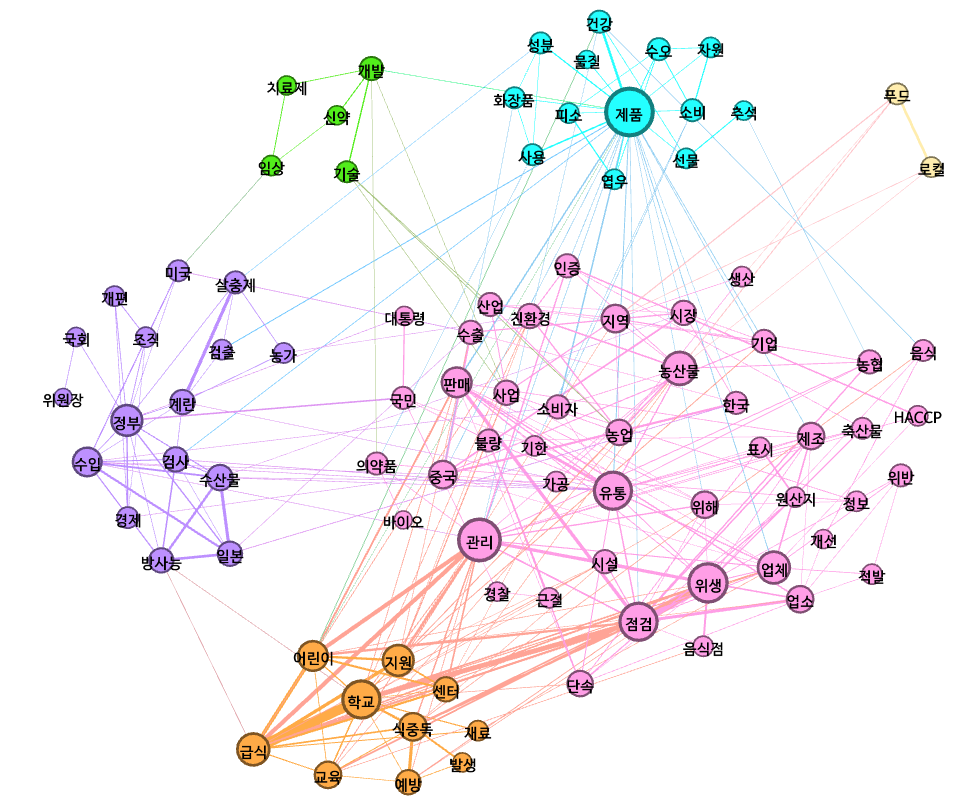 건강
성분
수오
자원
물질
개발
치료제
화장품
푸드
피소
제품
소비
추석
신약
사용
선물
임상
기술
엽우
로컬
미국
인증
생산
살충제
개편
산업
대통령
친환경
지역
시장
국회
조직
수출
기업
검출
농가
농협
음식
농산물
판매
위원장
계란
국민
사업
소비자
한국
HACCP
정부
농업
제조
축산물
불량
기한
표시
수입
검사
의약품
중국
위반
수산물
가공
유통
원산지
위해
정보
경제
바이오
관리
개선
방사능
일본
시설
업체
적발
위생
경찰
근절
업소
점검
음식점
어린이
지원
단속
센터
학교
식중독
재료
급식
발생
교육
예방